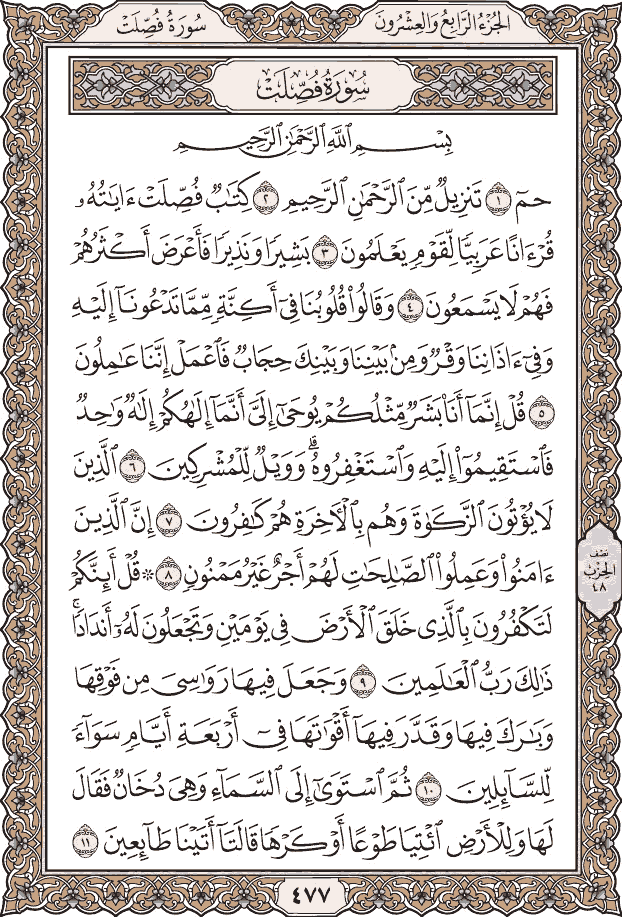 الجُزْءُ الرَّابِعُ وَالعِشْرُونَ
سُورَةُ فُصِّلَتْ
سُورَةُ فُصِّلَتْ
بِسْمِ ٱللَّهِ ٱلرَّحْمَٰنِ ٱلرَّحِيمِ
حمٓ ١ تَنزِيلٌ مِّنَ ٱلرَّحْمَٰنِ ٱلرَّحِيمِ ٢ كِتَٰبٌ فُصِّلَتْ ءَايَٰتُهُۥ
قُرْءَانًا عَرَبِيًّا لِّقَوْمٍ يَعْلَمُونَ ٣ بَشِيرًا وَنَذِيرًا فَأَعْرَضَ أَكْثَرُهُمْ
فَهُمْ لَا يَسْمَعُونَ ٤ وَقَالُوا۟ قُلُوبُنَا فِىٓ أَكِنَّةٍ مِّمَّا تَدْعُونَآ إِلَيْهِ
وَفِىٓ ءَاذَانِنَا وَقْرٌ وَمِنۢ بَيْنِنَا وَبَيْنِكَ حِجَابٌ فَٱعْمَلْ إِنَّنَا عَٰمِلُونَ
٥ قُلْ إِنَّمَآ أَنَا۠ بَشَرٌ مِّثْلُكُمْ يُوحَىٰٓ إِلَىَّ أَنَّمَآ إِلَٰهُكُمْ إِلَٰهٌ وَٰحِدٌ
فَٱسْتَقِيمُوٓا۟ إِلَيْهِ وَٱسْتَغْفِرُوهُ ۗ وَوَيْلٌ لِّلْمُشْرِكِينَ ٦ ٱلَّذِينَ
لَا يُؤْتُونَ ٱلزَّكَوٰةَ وَهُم بِٱلْءَاخِرَةِ هُمْ كَٰفِرُونَ ٧ إِنَّ ٱلَّذِينَ
ءَامَنُوا۟ وَعَمِلُوا۟ ٱلصَّٰلِحَٰتِ لَهُمْ أَجْرٌ غَيْرُ مَمْنُونٍ ٨ ۞ قُلْ أَئِنَّكُمْ
لَتَكْفُرُونَ بِٱلَّذِى خَلَقَ ٱلْأَرْضَ فِى يَوْمَيْنِ وَتَجْعَلُونَ لَهُۥٓ أَندَادًا ۚ
ذَٰلِكَ رَبُّ ٱلْعَٰلَمِينَ ٩ وَجَعَلَ فِيهَا رَوَٰسِىَ مِن فَوْقِهَا
وَبَٰرَكَ فِيهَا وَقَدَّرَ فِيهَآ أَقْوَٰتَهَا فِىٓ أَرْبَعَةِ أَيَّامٍ سَوَآءً
لِّلسَّآئِلِينَ ١٠ ثُمَّ ٱسْتَوَىٰٓ إِلَى ٱلسَّمَآءِ وَهِىَ دُخَانٌ فَقَالَ
لَهَا وَلِلْأَرْضِ ٱئْتِيَا طَوْعًا أَوْ كَرْهًا قَالَتَآ أَتَيْنَا طَآئِعِينَ ١١
نصف
الحزب
٤٨
٤٧٧